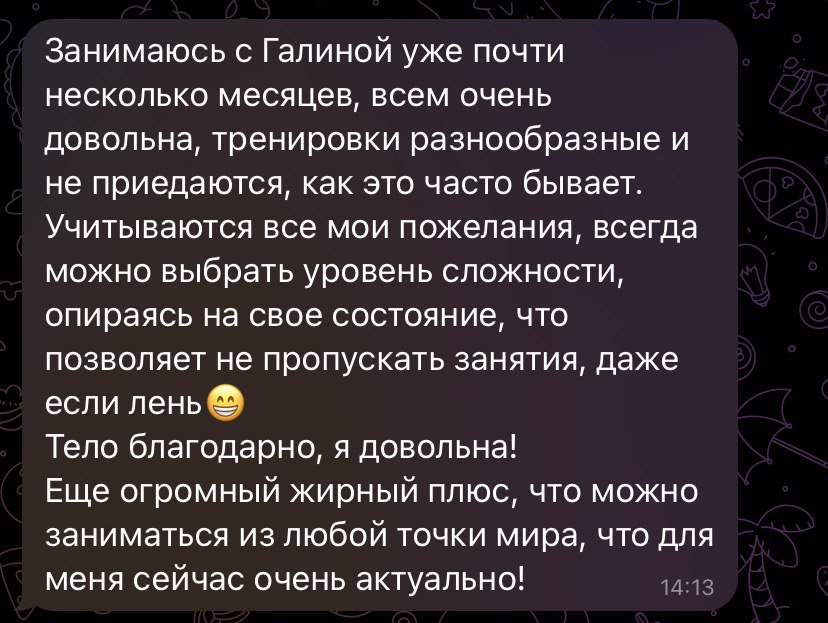 Занимаюсь с Галиной уже почти
несколько месяцев, всем очень
довольна, тренировки разнообразные и
не приедаются, как это часто бывает.
Учитываются все мои пожелания, всегда
можно выбрать уровень сложности,
опираясь на свое состояние, что
позволяет не пропускать занятия, даже
если лень😁
Тело благодарно, я довольна!
Еще огромный жирный плюс, что можно
заниматься из любой точки мира, что для
меня сейчас очень актуально!
14:13